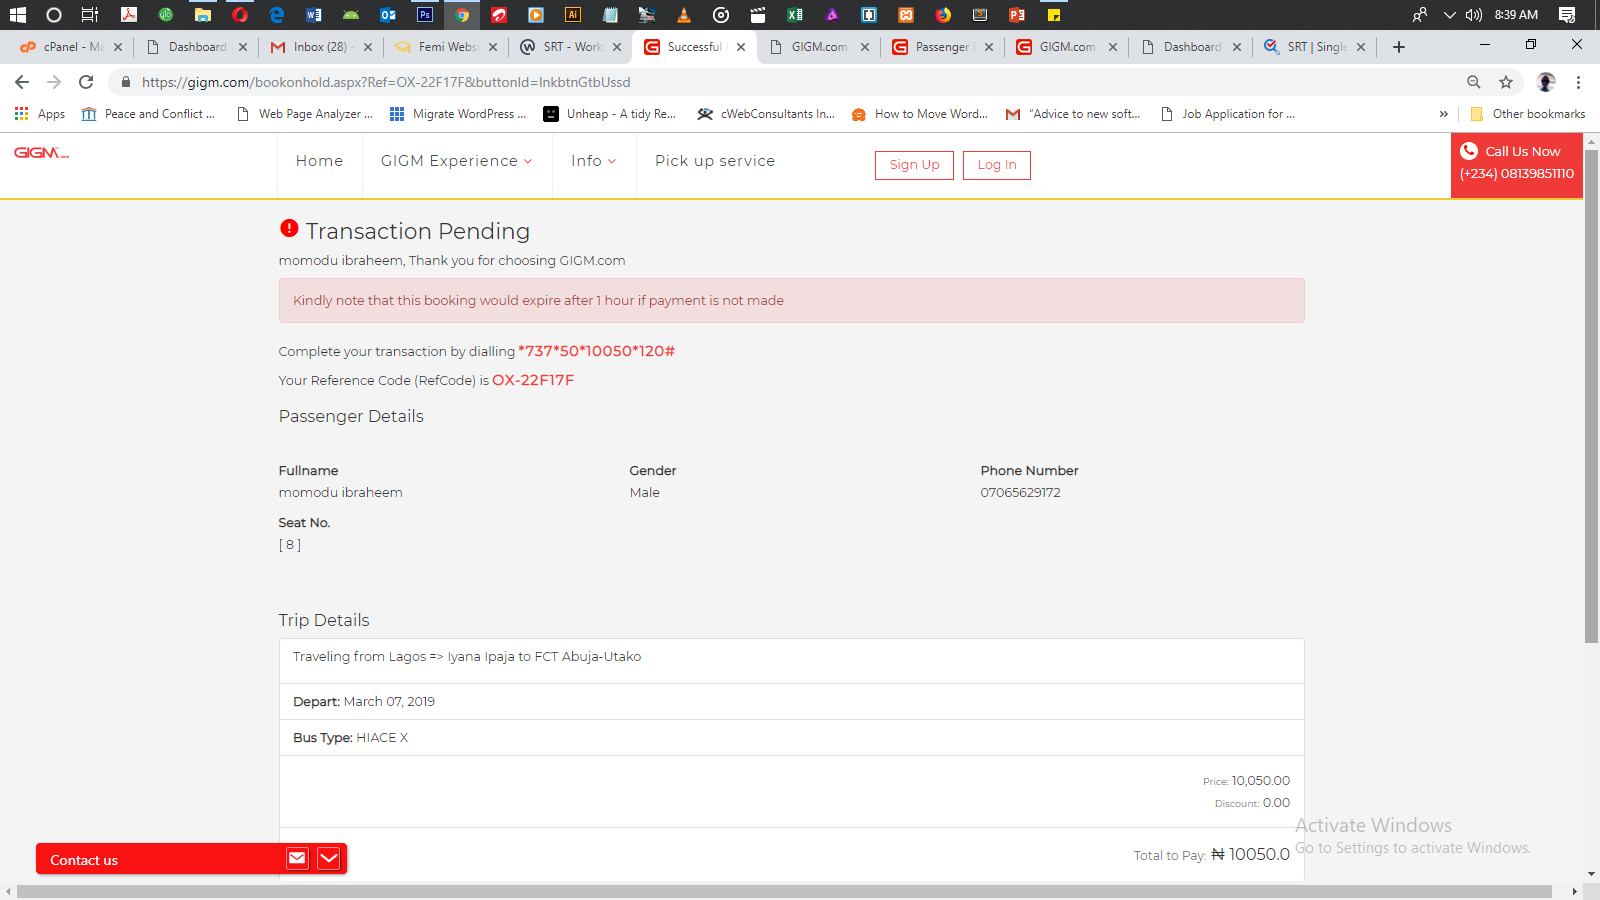 8:39 AM
cPanel - Ma
Dashboard
Inbox (28) -
Femi Websi
SRT - Work
Successful
GIGM.com
Passenger
GIGM.com
Dashboard
SRT | Single
https://gigm.com/bookonhold.aspx?Ref=OX-22F17F&buttonId=lnkbtnGtbUssd
Apps
Peace and Conflict ...
Web Page Analyzer ...
Migrate WordPress ...
Unheap - A tidy Re...
cWebConsultants In...
How to Move Word...
"Advice to new soft...
Job Application for ...
»
Other bookmarks
GIGM
Home
GIGM Experience
Info
Pick up service
Sign Up
Log In
Call Us Now
(+234) 08139851110
Transaction Pending
momodu ibraheem, Thank you for choosing GIGM.com
Kindly note that this booking would expire after 1 hour if payment is not made
Complete your transaction by dialling *737*50*10050*120#
Your Reference Code (RefCode) is OX-22F17F
Passenger Details
Fullname
momodu ibraheem
Gender
Male
Phone Number
07065629172
Seat No.
[ 8 ]
Trip Details
Traveling from Lagos => Iyana Ipaja to FCT Abuja-Utako
Depart: March 07, 2019
Bus Type: HIACE X
Price: 10,050.00
Discount: 0.00
Total to Pay: ₦ 10050.0
Activate Windows
Go to Settings to activate Windows.
Contact us